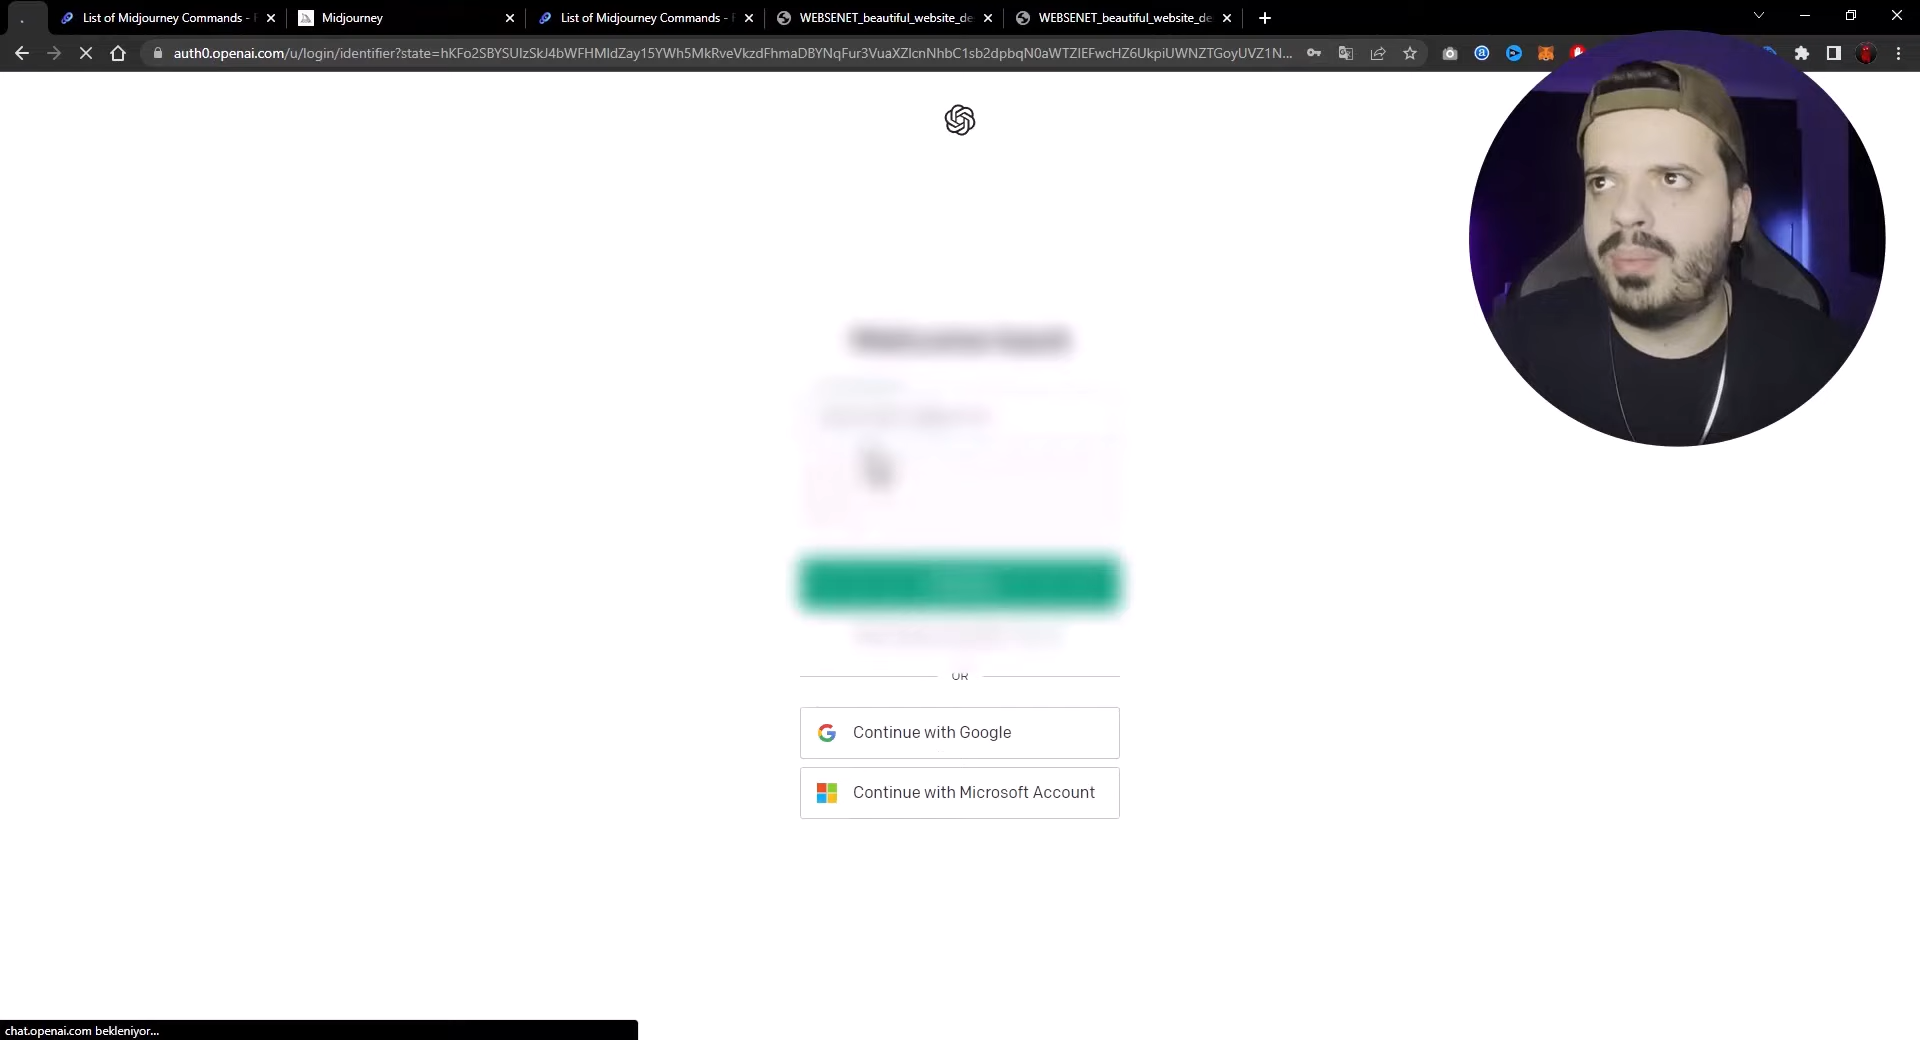 List of Midjourney Commands -
Midjourney
List of Midjourney Commands -
WEBSENET_beautiful_website_de
WEBSENET_beautiful_website_de
auth0.openai.com/u/login/identifier?state=hKFo2SBYSUIzSkJ4bWFHMldZay15YWh5MkRveVkzdFhmaDBYNqFur3VuaXZlcnNhbC1sb2dpbqN0aWTZIEFwcHZ6UkpiUWNZTGoyUVZ1N...
OR
Continue with Google
Continue with Microsoft Account
chat.openai.com bekleniyor...